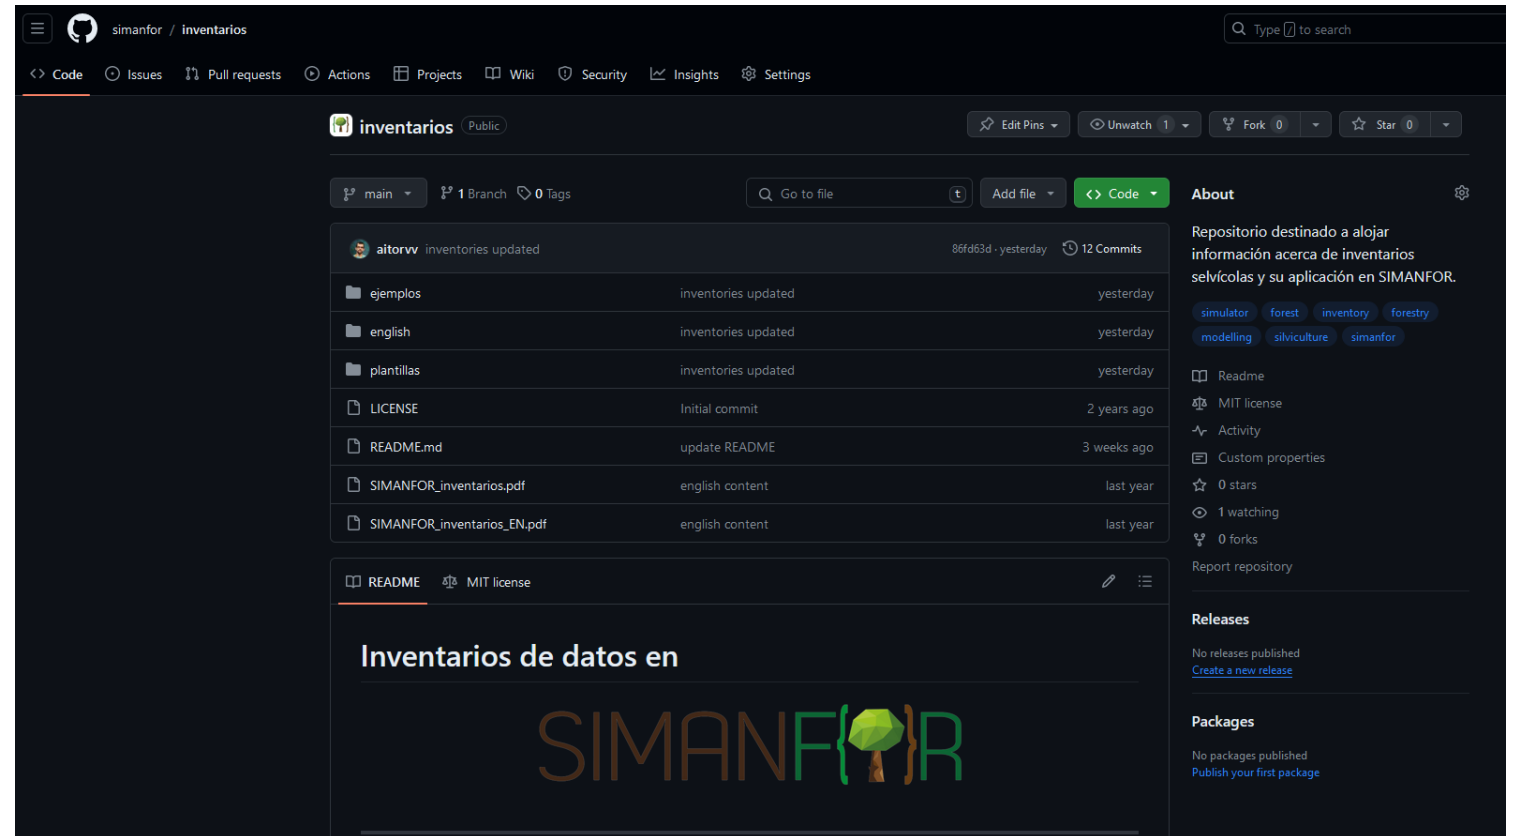 simanfor / inventarios
Type / to search
Code Issues Pull requests Actions Projects Wiki Security Insights Settings
inventarios Public
Edit Pins Unwatch 1 Fork 0 Star 0
main 1 Branch 0 Tags
Go to file t Add file Code
aitorvv inventories updated 86fd63d · yesterday 12 Commits
ejemplos inventories updated yesterday
english inventories updated yesterday
plantillas inventories updated yesterday
LICENSE Initial commit 2 years ago
README.md update README 3 weeks ago
SIMANFOR_inventarios.pdf english content last year
SIMANFOR_inventarios_EN.pdf english content last year
README MIT license
Inventarios de datos en
SIMANF{O}R
About
Repositorio destinado a alojar
información acerca de inventarios
selvícolas y su aplicación en SIMANFOR.
simulator forest inventory forestry
modelling silviculture simanfor
Readme
MIT license
Activity
Custom properties
0 stars
1 watching
0 forks
Report repository
Releases
No releases published
Create a new release
Packages
No packages published
Publish your first package